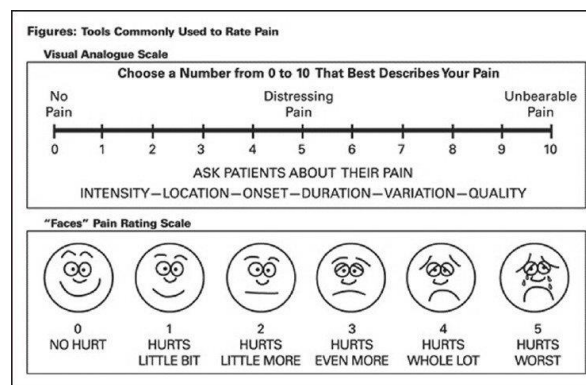 Figures: Tools Commonly Used to Rate Pain
Visual Analogue Scale
Choose a Number from 0 to 10 That Best Describes Your Pain
No Pain
Distressing Pain
Unbearable Pain
0 1 2 3 4 5 6 7 8 9 10
ASK PATIENTS ABOUT THEIR PAIN
INTENSITY—LOCATION—ONSET—DURATION—VARIATION—QUALITY
"Faces" Pain Rating Scale
0 1 2 3 4 5
NO HURT
HURTS LITTLE BIT
HURTS LITTLE MORE
HURTS EVEN MORE
HURTS WHOLE LOT
HURTS WORST